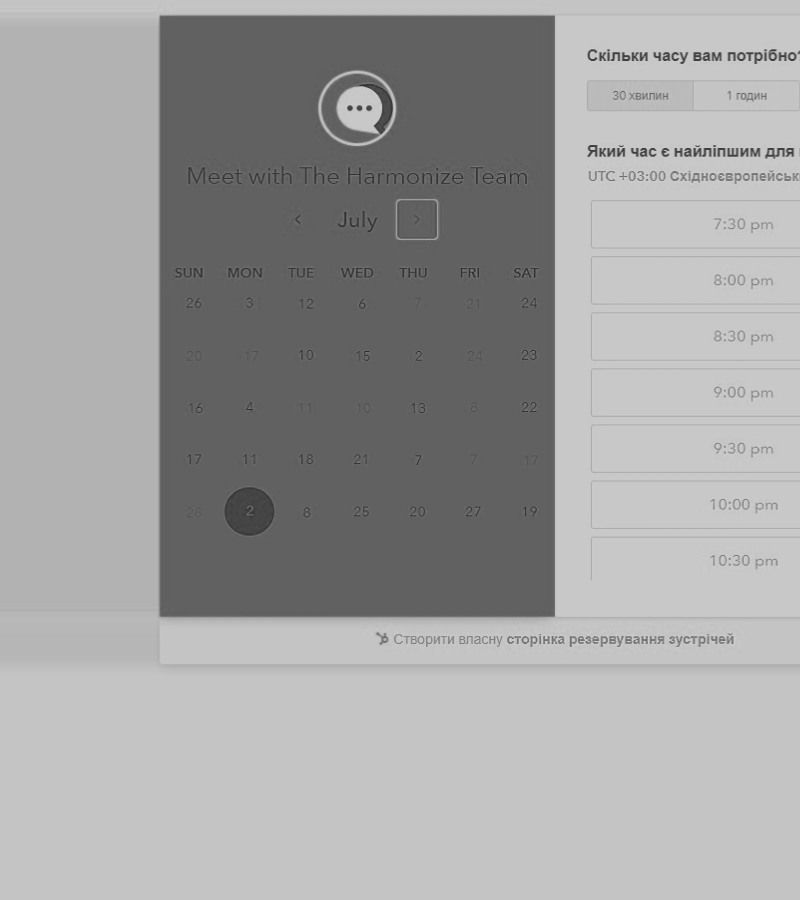 Meet with The Harmonize Team
July
SUN MON TUE WED THU FRI SAT
26 3 12 6 7 21 24
20 17 10 15 2 24 23
16 4 11 10 13 8 22
17 11 18 21 7 7 17
28 2 8 25 20 27 19
Скільки часу вам потрібно?
30 хвилин 1 годин
Який час є найліпшим для
UTC +03:00 Східноєвропейськ
7:30 pm
8:00 pm
8:30 pm
9:00 pm
9:30 pm
10:00 pm
10:30 pm
Створити власну сторінка резервування зустрічей